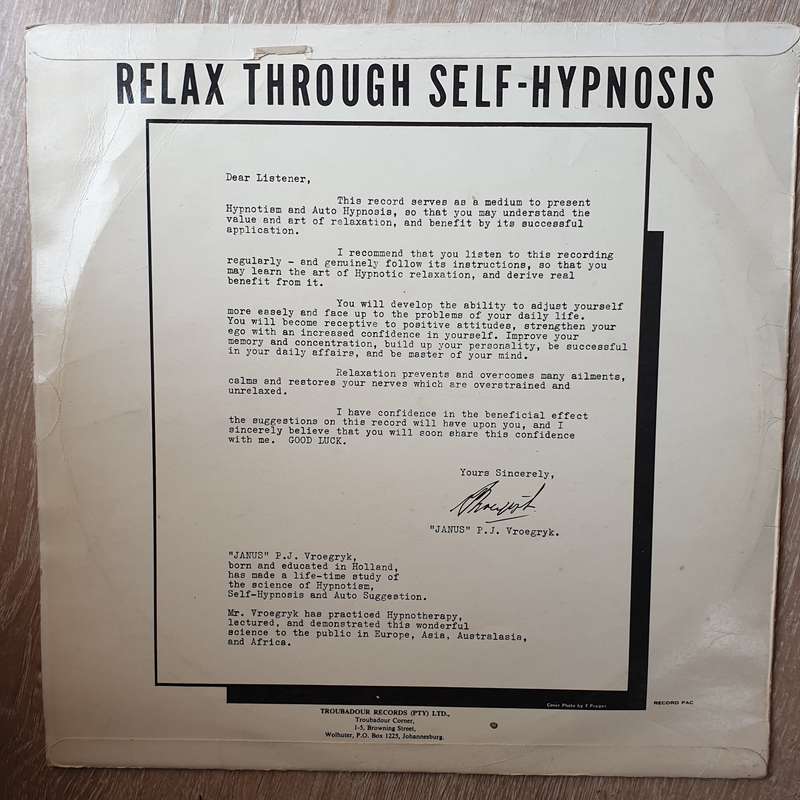 RELAX THROUGH SELF-HYPNOSIS
Dear Listener,
This record serves as a medium to present
Hypnotism and Auto Hypnosis, so that you may understand the
value and art of relaxation, and benefit by its successful
application.
I recommend that you listen to this recording
regularly - and genuinely follow its instructions, so that you
may learn the art of Hypnotic relaxation, and derive real
benefit from it.
You will develop the ability to adjust yourself
more easely and face up to the problems of your daily life.
You will become receptive to positive attitudes, strengthen your
ego with an increased confidence in yourself. Improve your
memory and concentration, build up your personality, be successful
in your daily affairs, and be master of your mind.
Relaxation prevents and overcomes many ailments,
calms and restores your nerves which are overstrained and
unrelaxed.
I have confidence in the beneficial effect
the suggestions on this record will have upon you, and I
sincerely believe that you will soon share this confidence
with me. GOOD LUCK.
Yours Sincerely,
"JANUS" P.J. Vroegryk.
"JANUS" P.J. Vroegryk,
born and educated in Holland,
has made a life-time study of
the science of Hypnotism,
Self-Hypnosis and Auto Suggestion.
Mr. Vroegryk has practiced Hypnotherapy,
lectured, and demonstrated this wonderful
science to the public in Europe, Asia, Australasia,
and Africa.
Cover Photo by
RECORD PAC
TROUBADOUR RECORDS (PTY) LTD.,
Troubadour Corner,
1-5, Browning Street,
Wolhuter, P.O. Box 1225, Johannesburg.